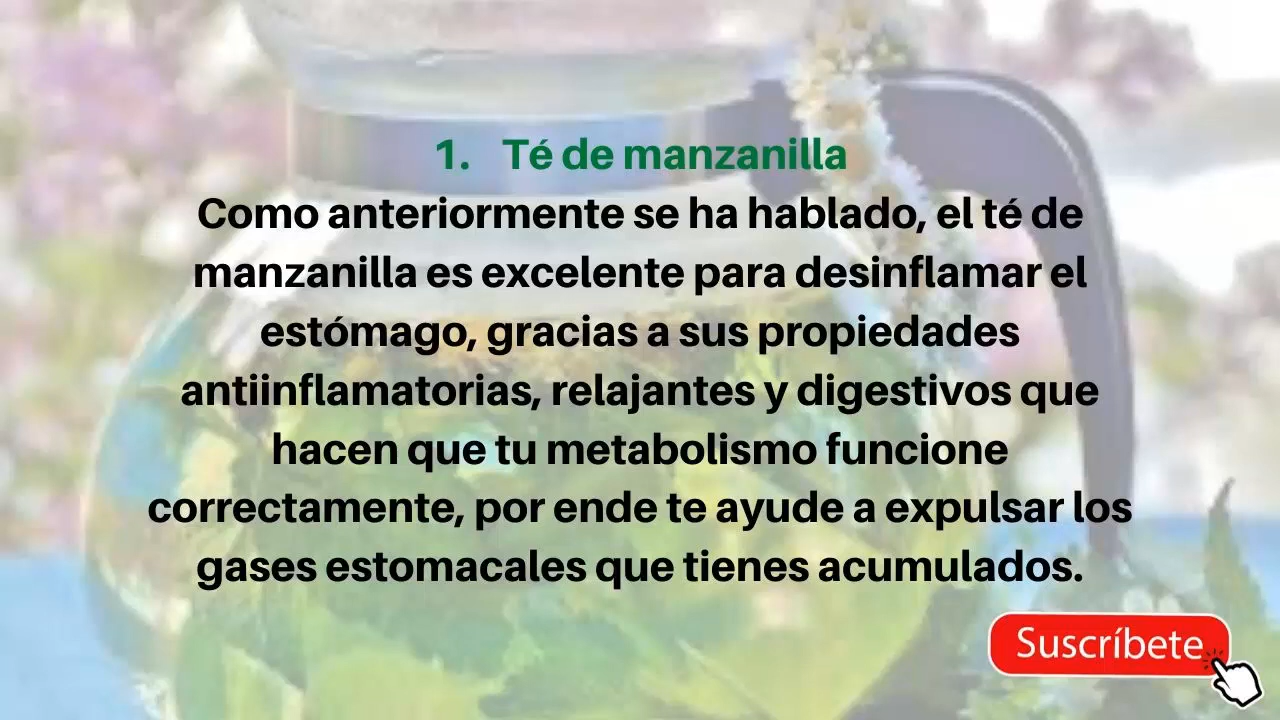 1. Té de manzanilla
Como anteriormente se ha hablado, el té de
manzanilla es excelente para desinflamar el
estómago, gracias a sus propiedades
antiinflamatorias, relajantes y digestivos que
hacen que tu metabolismo funcione
correctamente, por ende te ayude a expulsar los
gases estomacales que tienes acumulados.
Suscríbete